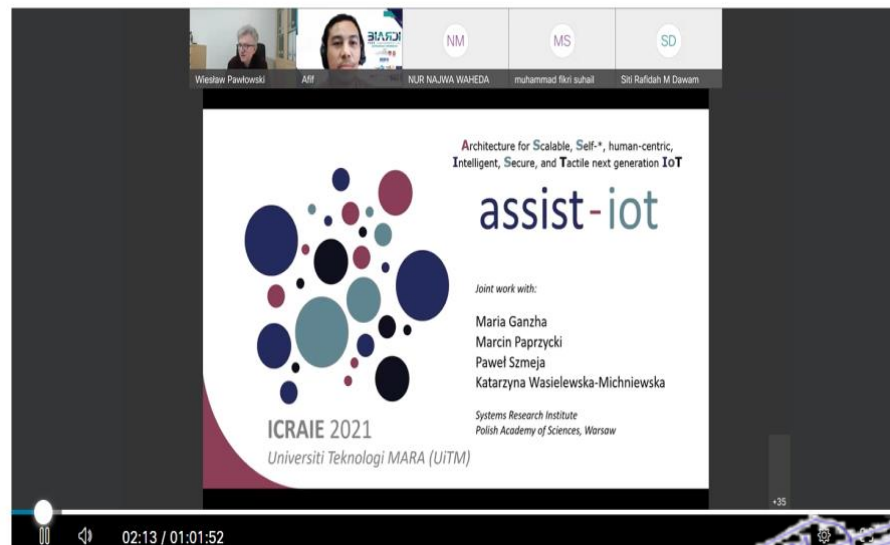 ICRAIE
NM
MS
SD
Wiesław Pawłowski
Afif
NUR NAJWA WAHEDA
muhammad fikri suhail
Siti Rafidah M Dawam
Architecture for Scalable, Self-*, human-centric,
Intelligent, Secure, and Tactile next generation IoT
assist-iot
Joint work with:
Maria Ganzha
Marcin Paprzycki
Paweł Szmeja
Katarzyna Wasielewska-Michniewska
Systems Research Institute
Polish Academy of Sciences, Warsaw
ICRAIE 2021
Universiti Teknologi MARA (UiTM)
+35
02:13 / 01:01:52